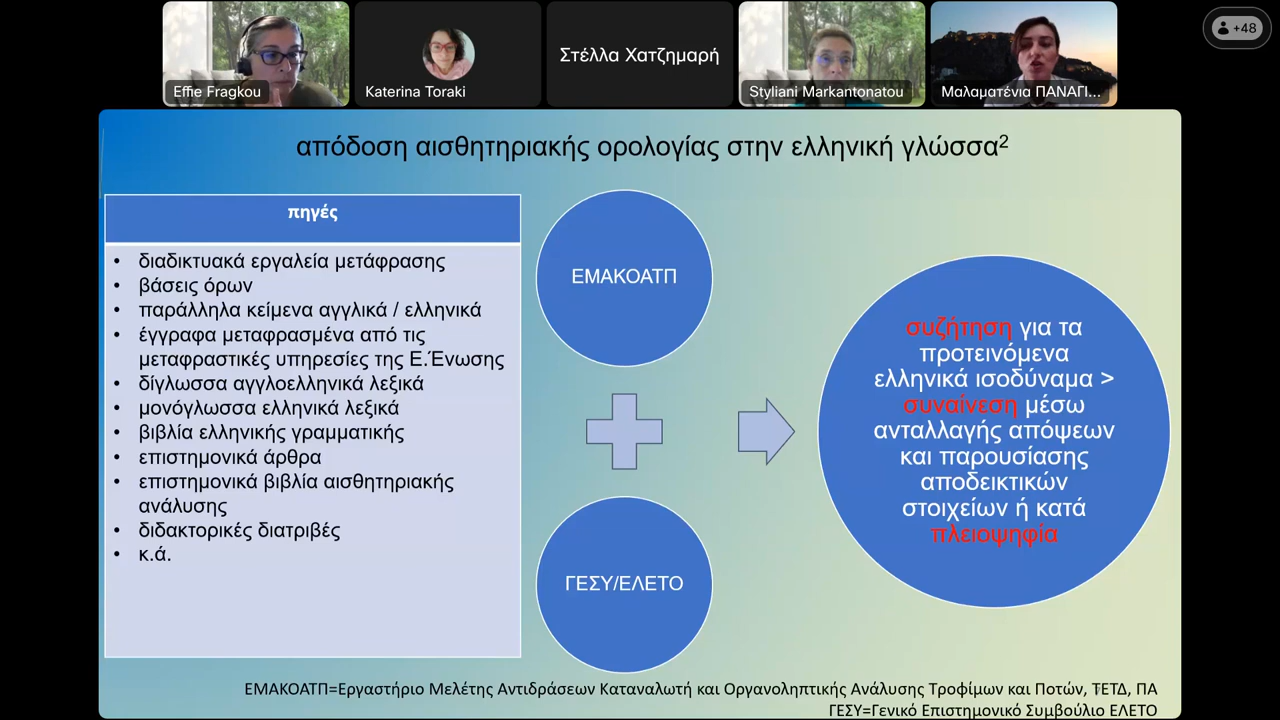 Effie Fragkou
Katerina Toraki
Στέλλα Χατζημαρή
Styliani Markantonatou
Μαλαματένια ΠΑΝΑΓΙ...
+48
απόδοση αισθητηριακής ορολογίας στην ελληνική γλώσσα²
πηγές
• διαδικτυακά εργαλεία μετάφρασης
• βάσεις όρων
• παράλληλα κείμενα αγγλικά / ελληνικά
• έγγραφα μεταφρασμένα από τις
μεταφραστικές υπηρεσίες της Ε.Ένωσης
• δίγλωσσα αγγλοελληνικά λεξικά
• μονόγλωσσα ελληνικά λεξικά
• βιβλία ελληνικής γραμματικής
• επιστημονικά άρθρα
• επιστημονικά βιβλία αισθητηριακής
ανάλυσης
• διδακτορικές διατριβές
• κ.ά.
ΕΜΑΚΟΑΤΠ
ΓΕΣΥ/ΕΛΕΤΟ
συζήτηση για τα
προτεινόμενα
ελληνικά ισοδύναμα >
συναίνεση μέσω
ανταλλαγής απόψεων
και παρουσίασης
αποδεικτικών
στοιχείων ή κατά
πλειοψηφία
ΕΜΑΚΟΑΤΠ=Εργαστήριο Μελέτης Αντιδράσεων Καταναλωτή και Οργανοληπτικής Ανάλυσης Τροφίμων και Ποτών, ΤΕΤΔ, ΠΑ
ΓΕΣΥ=Γενικό Επιστημονικό Συμβούλιο ΕΛΕΤΟ